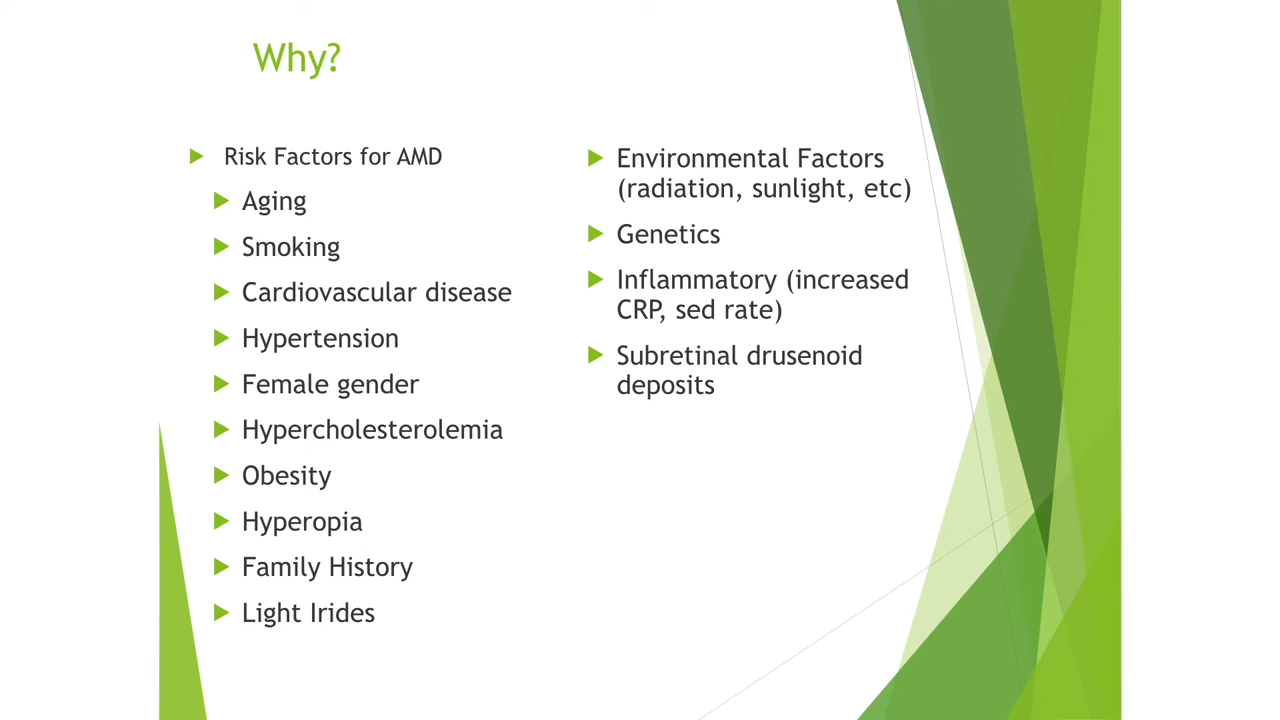 Why?
Risk Factors for AMD
Aging
Smoking
Cardiovascular disease
Hypertension
Female gender
Hypercholesterolemia
Obesity
Hyperopia
Family History
Light Irides
Environmental Factors
(radiation, sunlight, etc)
Genetics
Inflammatory (increased
CRP, sed rate)
Subretinal drusenoid
deposits